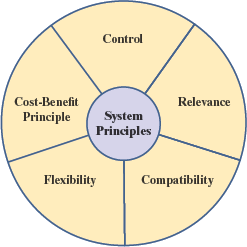 Control
Cost-Benefit
Principle
Relevance
System
Principles
Flexibility
Compatibility